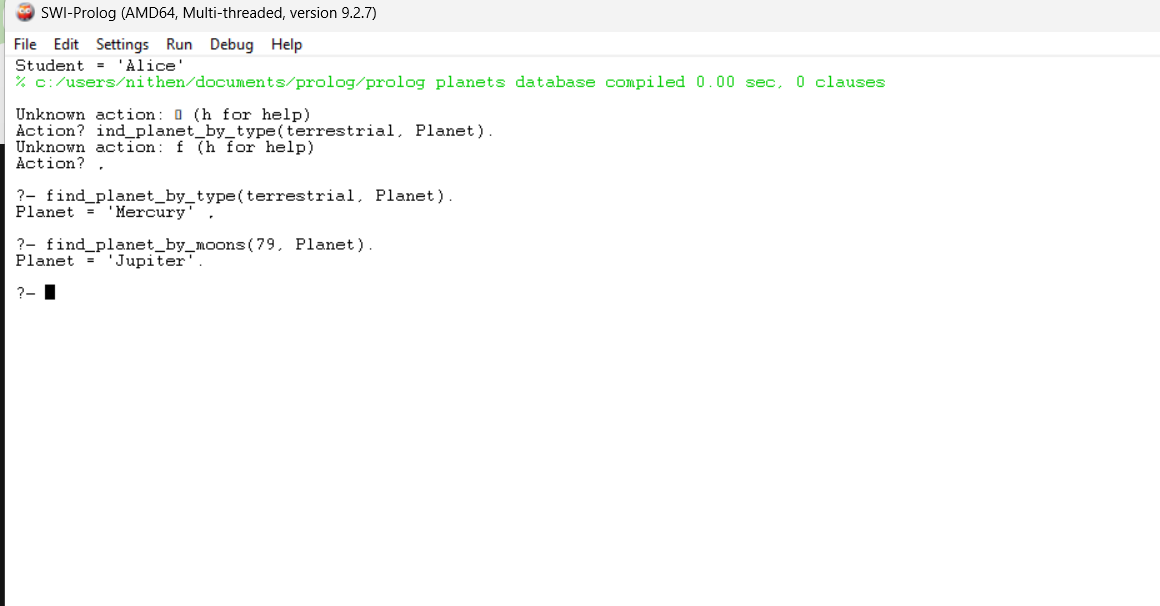 SWI-Prolog (AMD64, Multi-threaded, version 9.2.7)
File Edit Settings Run Debug Help
Student = 'Alice'
% c:/users/nithen/documents/prolog/prolog planets database compiled 0.00 sec, 0 clauses
Unknown action: ▯ (h for help)
Action? ind_planet_by_type(terrestrial, Planet).
Unknown action: f (h for help)
Action? .
?- find_planet_by_type(terrestrial, Planet).
Planet = 'Mercury' .
?- find_planet_by_moons(79, Planet).
Planet = 'Jupiter'.
?-